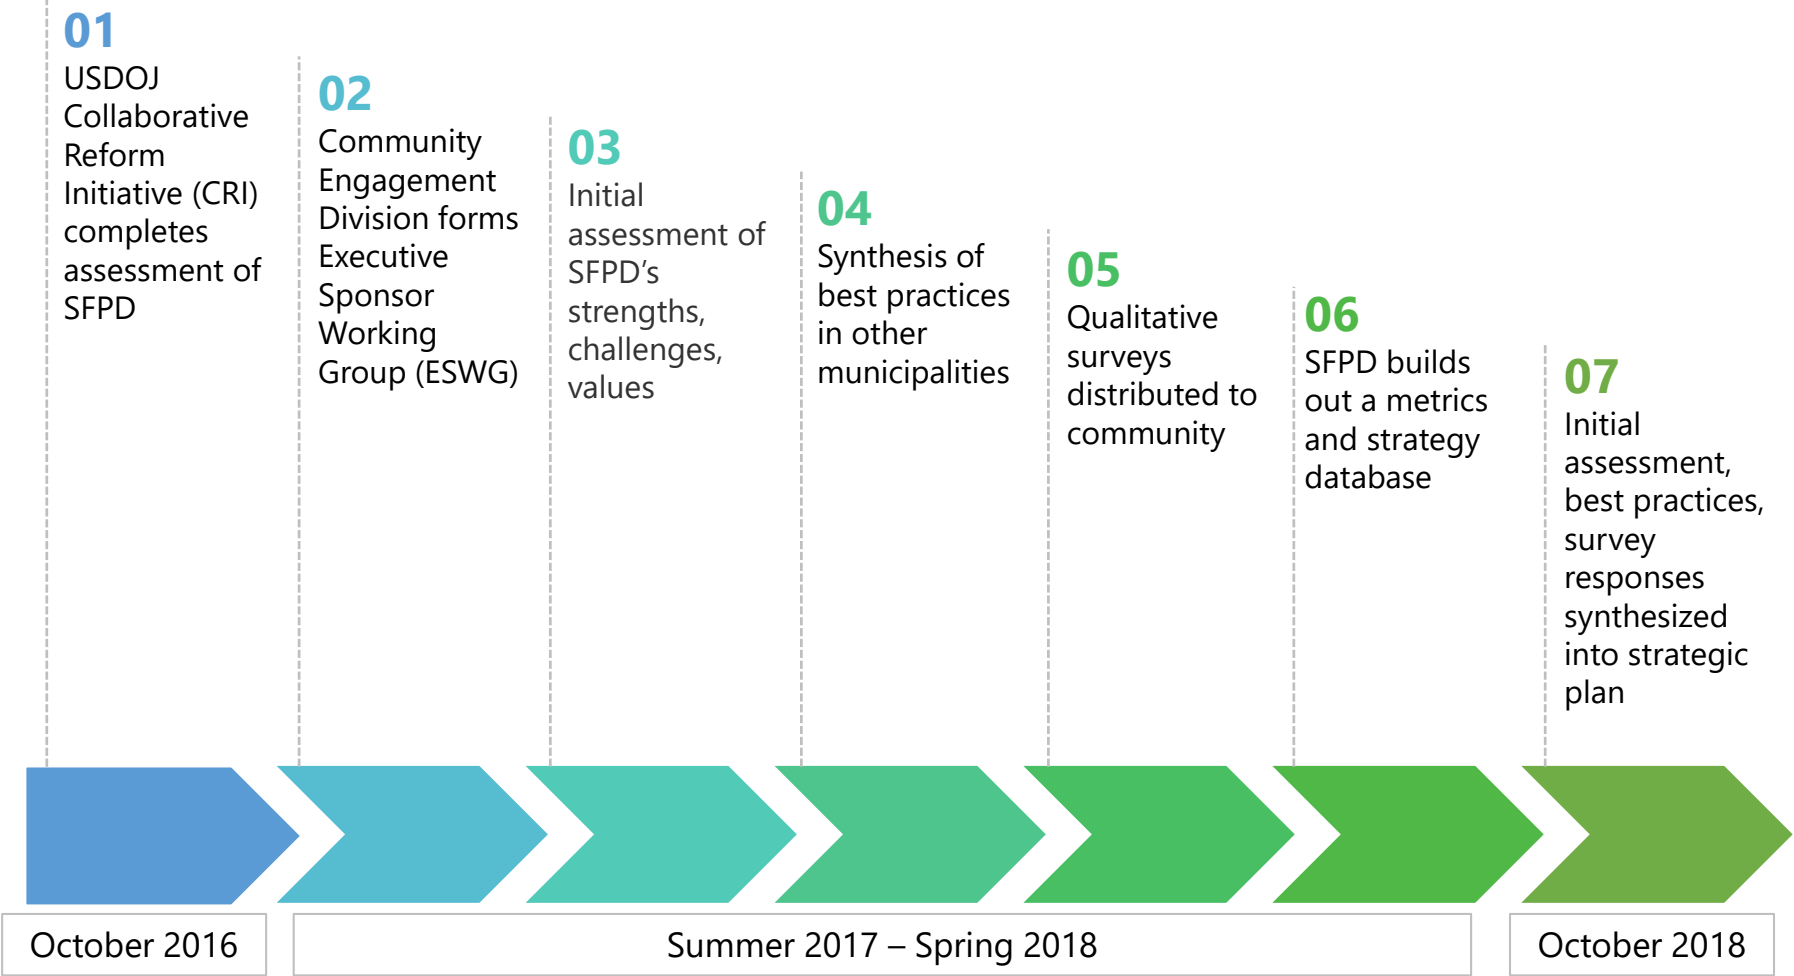 01
USDOJ
Collaborative
Reform
Initiative (CRI)
completes
assessment of
SFPD
02
Community
Engagement
Division forms
Executive
Sponsor
Working
Group (ESWG)
03
Initial
assessment of
SFPD’s
strengths,
challenges,
values
04
Synthesis of
best practices
in other
municipalities
05
Qualitative
surveys
distributed to
community
06
SFPD builds
out a metrics
and strategy
database
07
Initial
assessment,
best practices,
survey
responses
synthesized
into strategic
plan
October 2016
Summer 2017 – Spring 2018
October 2018